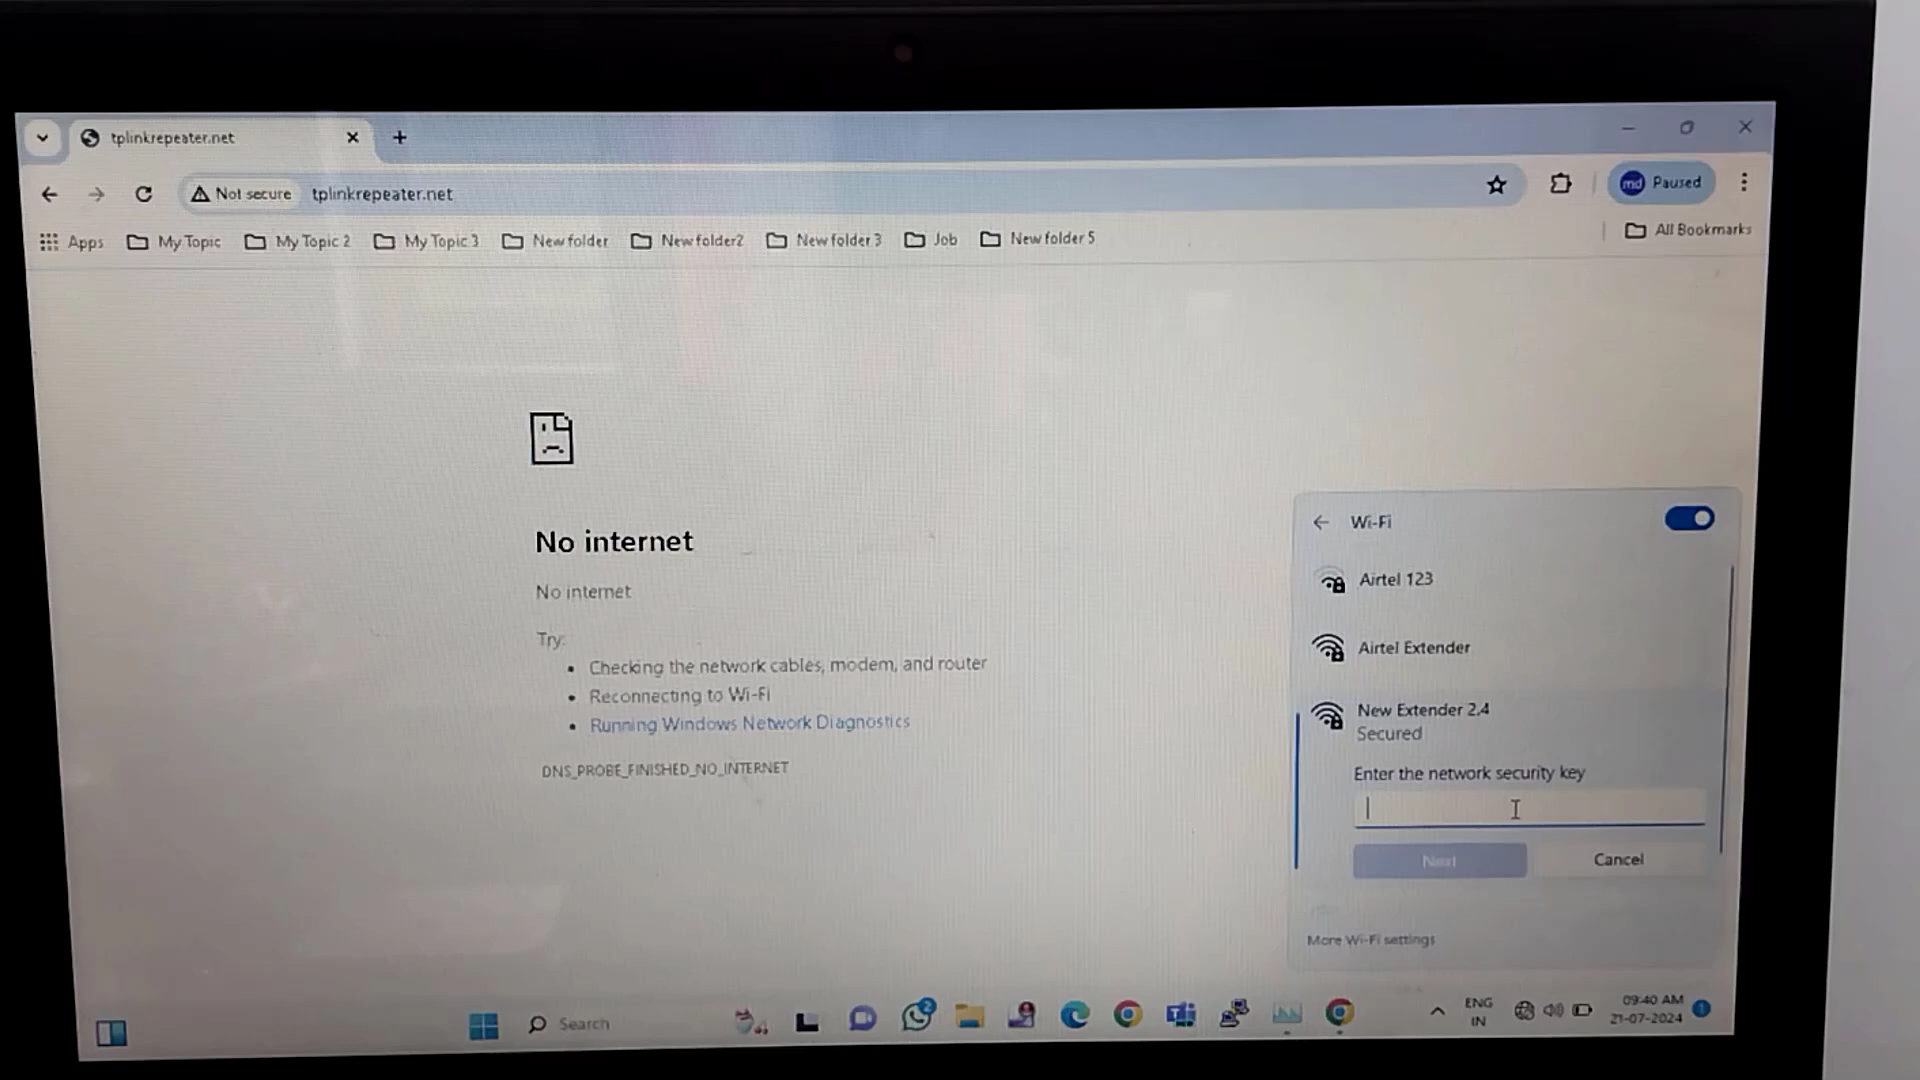 tplinkrepeater.net
Not secure tplinkrepeater.net
md Paused
Apps My Topic My Topic 2 My Topic 3 New folder New folder2 New folder 3 Job New folder 5
All Bookmarks
No internet
No internet
Try:
Checking the network cables, modem, and router
Reconnecting to Wi-Fi
Running Windows Network Diagnostics
DNS_PROBE_FINISHED_NO_INTERNET
Wi-Fi
Airtel 123
Airtel Extender
New Extender 2.4
Secured
Enter the network security key
Next Cancel
More Wi-Fi settings
Search
2
ENG
IN
09:40 AM
21-07-2024
1